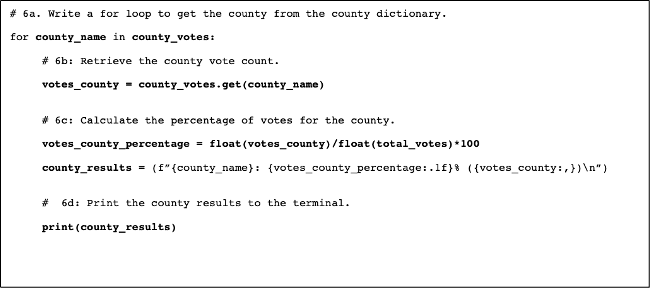 # 6a. Write a for loop to get the county from the county dictionary.
for county_name in county_votes:
# 6b: Retrieve the county vote count.
votes_county = county_votes.get(county_name)
# 6c: Calculate the percentage of votes for the county.
votes_county_percentage = float(votes_county)/float(total_votes)*100
county_results = (f”{county_name}: {votes_county_percentage:.1f}% ({votes_county:,})\n”)
#  6d: Print the county results to the terminal.
print(county_results)